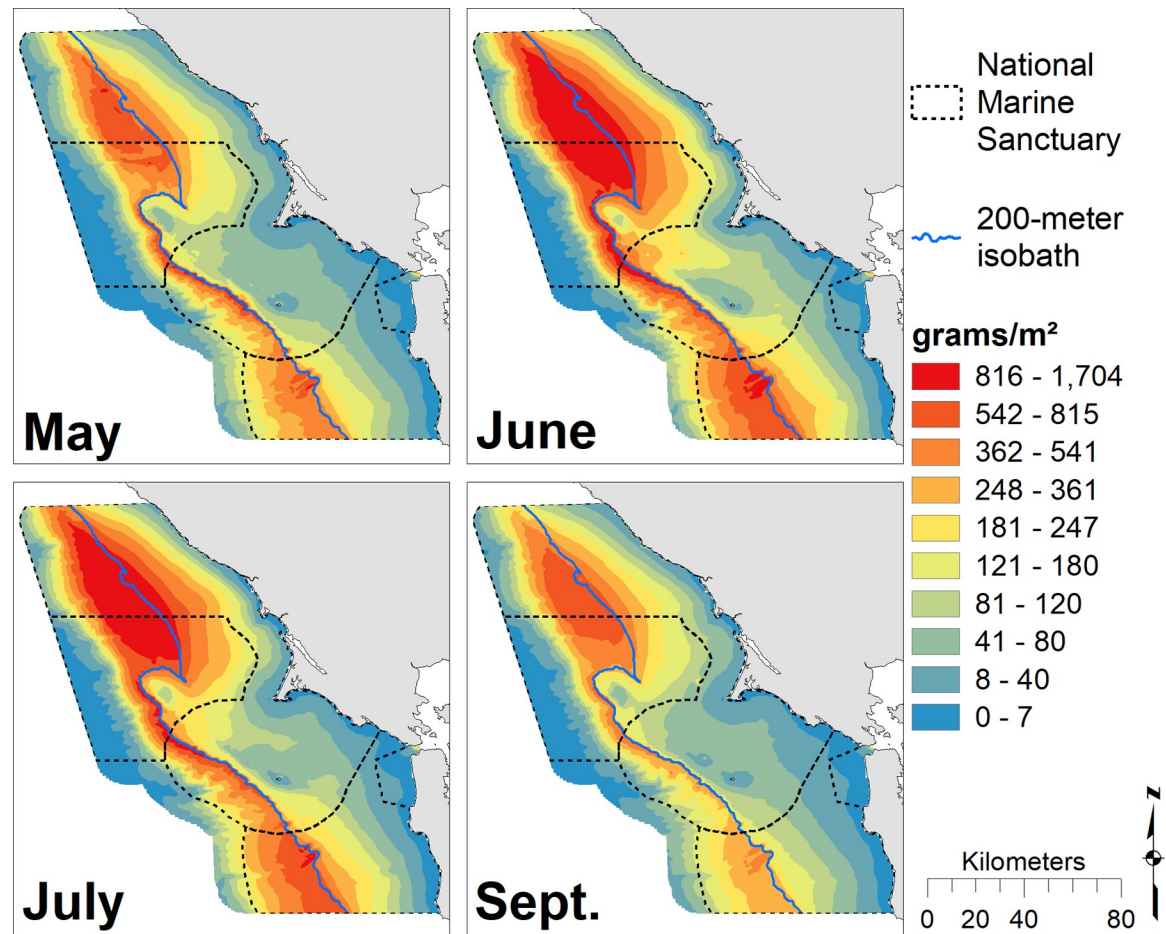 May
June
July
Sept.
National
Marine
Sanctuary
200-meter
isobath
grams/m²
816 - 1,704
542 - 815
362 - 541
248 - 361
181 - 247
121 - 180
81 - 120
41 - 80
8 - 40
0 - 7
N
Kilometers
0 20 40 80